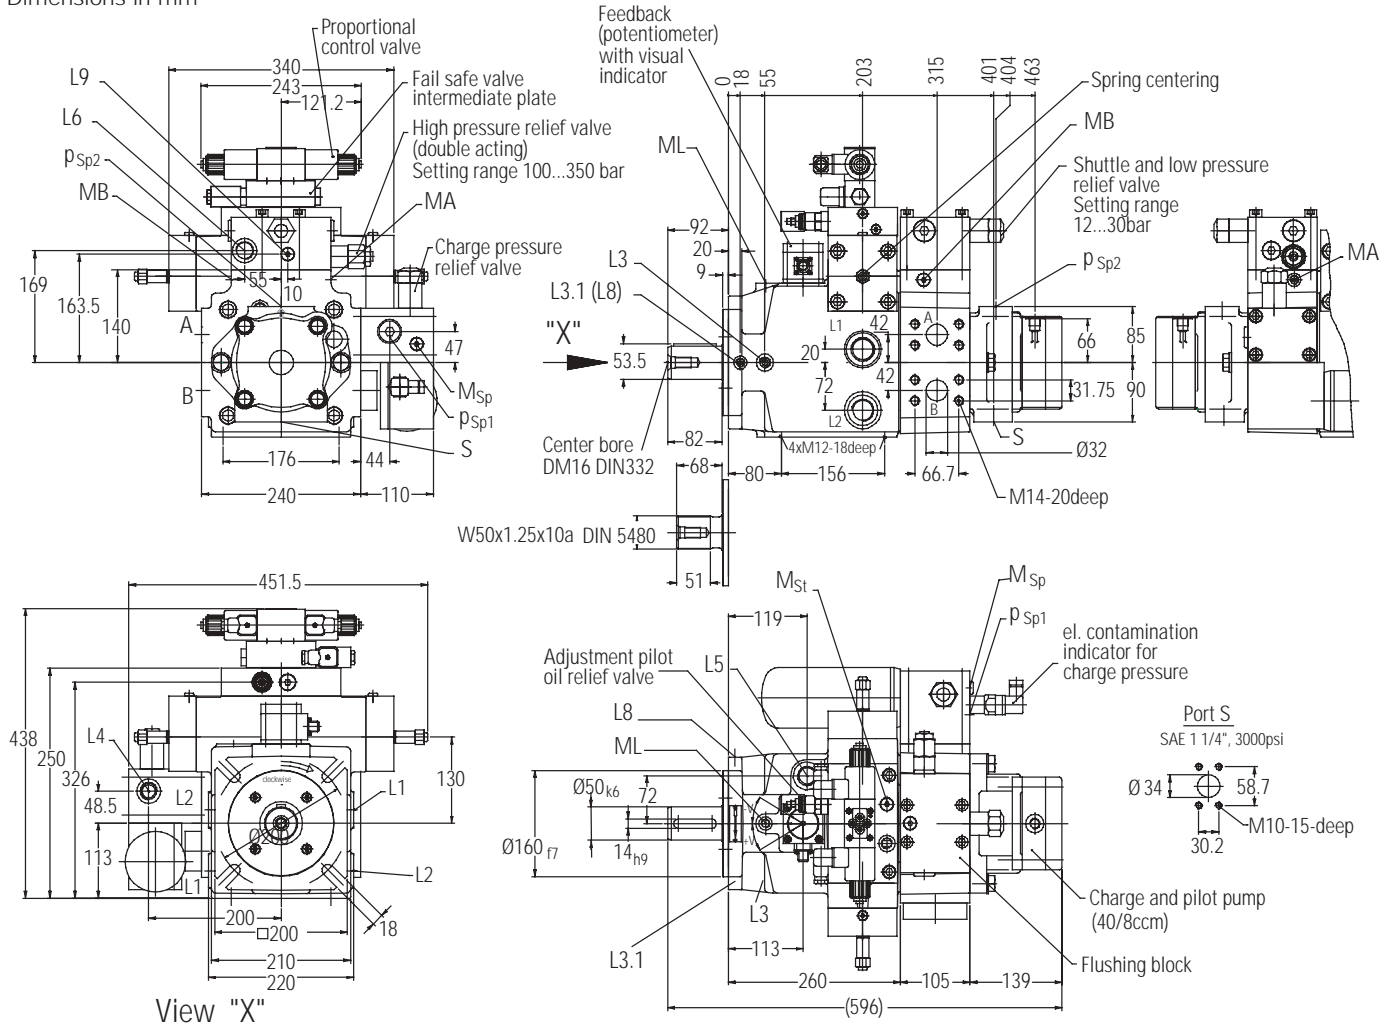 Dimensions in mm
Proportional
control valve
L9
340
243
121.2
Fail safe valve
intermediate plate
L6
High pressure relief valve
(double acting)
Setting range 100...350 bar
pSp2
MB
MA
Charge pressure
relief valve
169
163.5
140
55
10
A
B
47
MSp
pSp1
S
176
44
240
110
Feedback
(potentiometer)
with visual
indicator
0
18
55
203
315
401
404
463
Spring centering
MB
ML
Shuttle and low pressure
relief valve
Setting range
12...30bar
92
20
9
L3
L3.1 (L8)
pSp2
MA
"X"
53.5
L1
42
A
20
72
42
L2
B
66
85
31.75
90
S
Ø32
82
Center bore
DM16 DIN332
4xM12-18deep
68
80
156
66.7
M14-20deep
W50x1.25x10a DIN 5480
51
451.5
438
250
326
L4
L2
48.5
113
L1
clockwise
L1
130
L2
200
□200
18
210
220
View "X"
MSt
MSp
pSp1
119
el. contamination
indicator for
charge pressure
Adjustment pilot
oil relief valve
L5
L8
ML
Ø50k6
72
-V
+V
Ø160 f7
14h9
L3
L3.1
113
260
105
139
(596)
Port S
SAE 1 1/4", 3000psi
Ø 34
58.7
M10-15-deep
30.2
Charge and pilot pump
(40/8ccm)
Flushing block